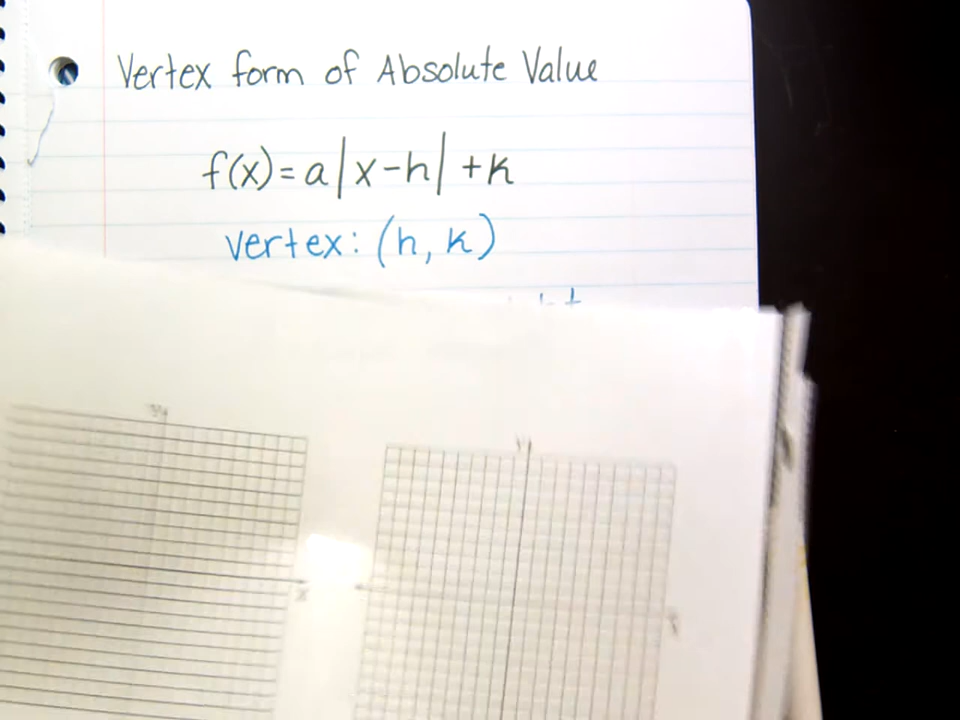 Vertex form of Absolute Value
f(x)=a|x-h|+k
vertex: (h, k)
y
y
x